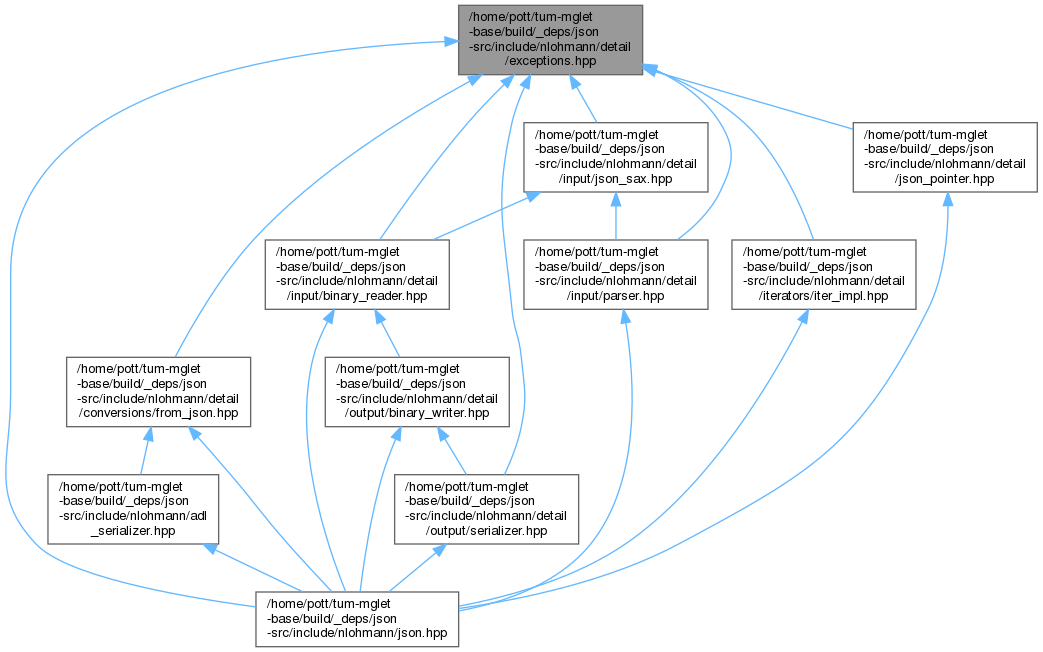 /home/pott/tum-mglet
-base/build/_deps/json
-src/include/nlohmann/detail
/exceptions.hpp
/home/pott/tum-mglet
-base/build/_deps/json
-src/include/nlohmann/detail
/input/json_sax.hpp
/home/pott/tum-mglet
-base/build/_deps/json
-src/include/nlohmann/detail
/json_pointer.hpp
/home/pott/tum-mglet
-base/build/_deps/json
-src/include/nlohmann/detail
/input/binary_reader.hpp
/home/pott/tum-mglet
-base/build/_deps/json
-src/include/nlohmann/detail
/input/parser.hpp
/home/pott/tum-mglet
-base/build/_deps/json
-src/include/nlohmann/detail
/iterators/iter_impl.hpp
/home/pott/tum-mglet
-base/build/_deps/json
-src/include/nlohmann/detail
/conversions/from_json.hpp
/home/pott/tum-mglet
-base/build/_deps/json
-src/include/nlohmann/detail
/output/binary_writer.hpp
/home/pott/tum-mglet
-base/build/_deps/json
-src/include/nlohmann/adl
_serializer.hpp
/home/pott/tum-mglet
-base/build/_deps/json
-src/include/nlohmann/detail
/output/serializer.hpp
/home/pott/tum-mglet
-base/build/_deps/json
-src/include/nlohmann/json.hpp